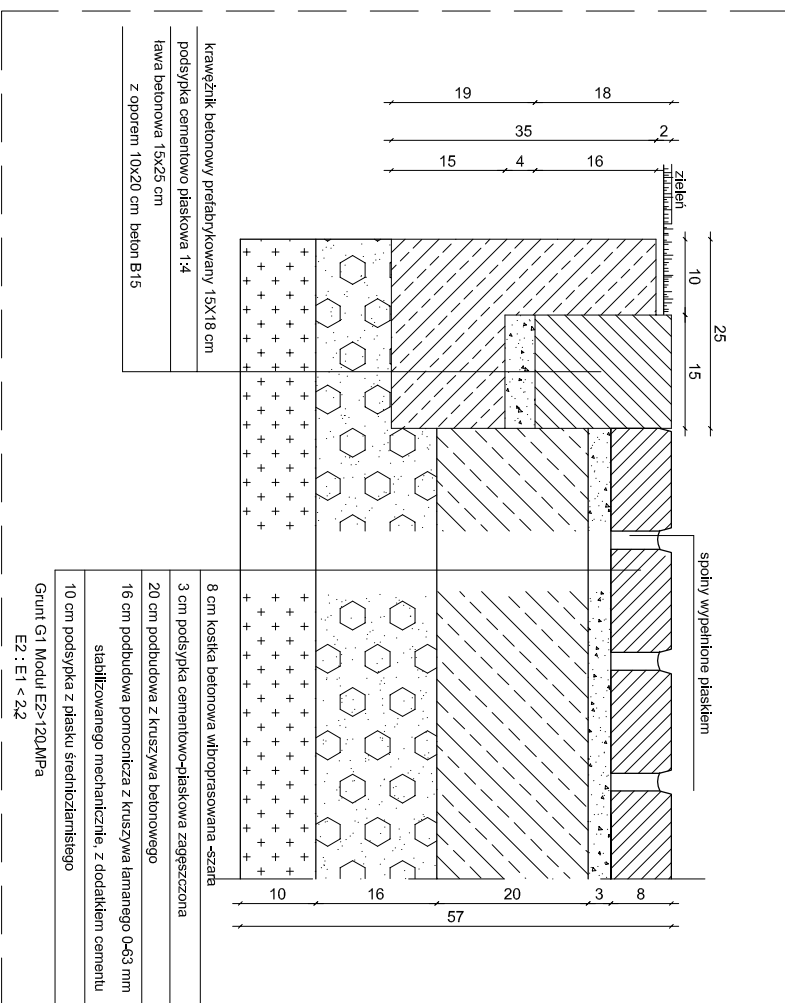 zieleń
25
10
15
spoiny wypełnione piaskiem
18
2
16
19
35
4
15
8
3
20
16
10
57
krawężnik betonowy prefabrykowany 15X18 cm
podsypka cementowo piaskowa 1:4
ława betonowa 15x25 cm
z oporem 10x20 cm beton B15
8 cm kostka betonowa wibroprasowana -szara
3 cm podsypka cementowo-piaskowa zagęszczona
20 cm podbudowa z kruszywa betonowego
16 cm podbudowa pomocnicza z kruszywa łamanego 0-63 mm
stabilizowanego mechanicznie, z dodatkiem cementu
10 cm podsypka z piasku średnioziarnistego
Grunt G1 Moduł E2>120 MPa
E2 : E1 < 2,2